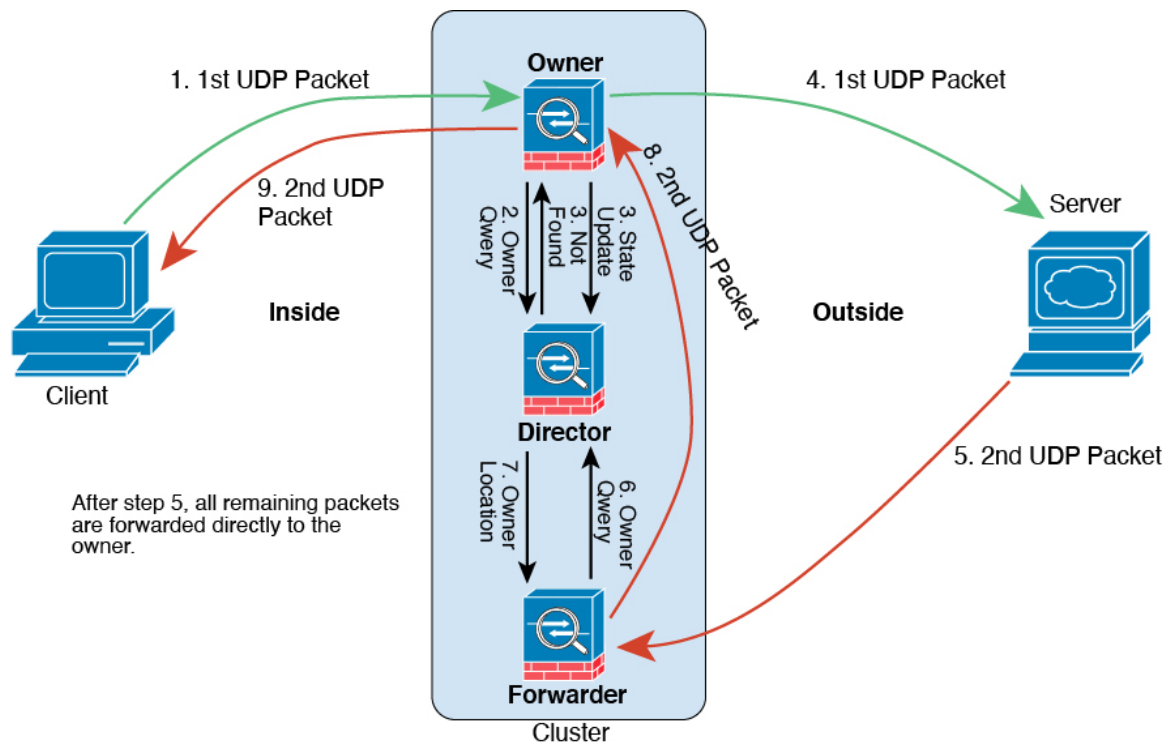 Owner
1. 1st UDP Packet
4. 1st UDP Packet
9. 2nd UDP
Packet
2. Owner
Qwery
3. Not
Found
3. State
Update
8. 2nd UDP Packet
Server
Inside
Outside
Client
Director
5. 2nd UDP Packet
7. Owner
Location
6. Owner
Qwery
After step 5, all remaining packets
are forwarded directly to the
owner.
Forwarder
Cluster